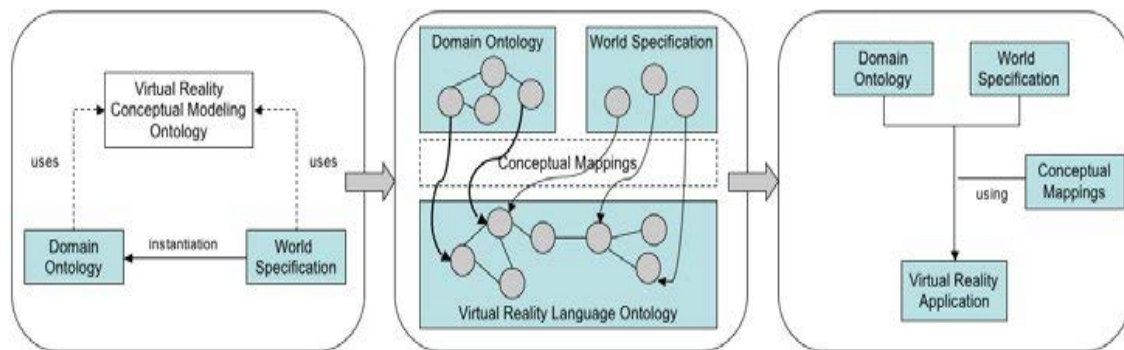 Virtual Reality
Conceptual Modeling
Ontology
uses
uses
Domain
Ontology
instantiation
World
Specification
Domain Ontology
World Specification
Conceptual Mappings
Virtual Reality Language Ontology
Domain
Ontology
World
Specification
Conceptual
Mappings
using
Virtual Reality
Application